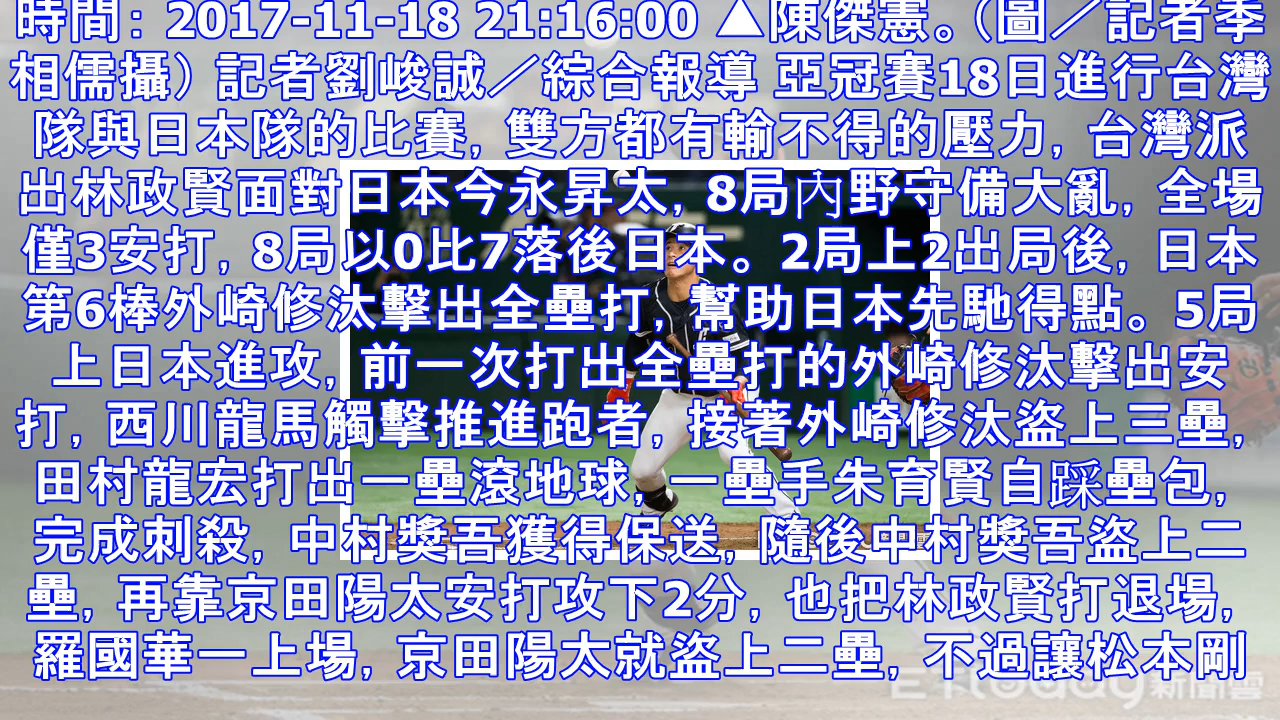 時間: 2017-11-18 21:16:00 ▲陳傑憲。(圖／記者季
相儒攝) 記者劉峻誠／綜合報導 亞冠賽18日進行台灣
隊與日本隊的比賽, 雙方都有輸不得的壓力, 台灣派
出林政賢面對日本今永昇太, 8局內野守備大亂, 全場
僅3安打, 8局以0比7落後日本。2局上2出局後, 日本
第6棒外崎修汰擊出全壘打, 幫助日本先馳得點。5局
上日本進攻, 前一次打出全壘打的外崎修汰擊出安
打, 西川龍馬觸擊推進跑者, 接著外崎修汰盜上三壘,
田村龍宏打出一壘滾地球, 一壘手朱育賢自踩壘包,
完成刺殺, 中村獎吾獲得保送, 隨後中村獎吾盜上二
壘, 再靠京田陽太安打攻下2分, 也把林政賢打退場,
羅國華一上場, 京田陽太就盜上二壘, 不過讓松本剛
ETtoday新聞雲